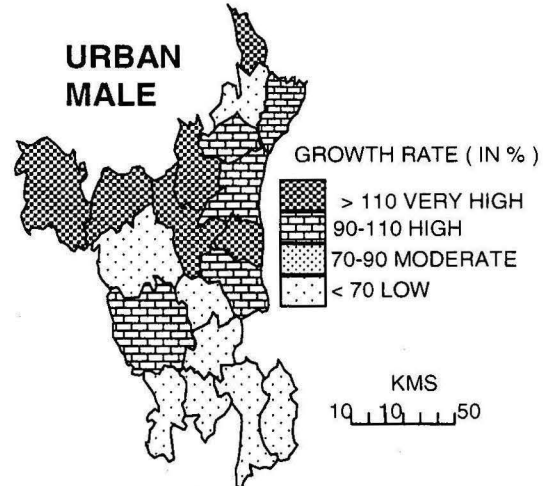 URBAN
MALE
GROWTH RATE ( IN % )
> 110 VERY HIGH
90-110 HIGH
70-90 MODERATE
< 70 LOW
KMS
10 10 50